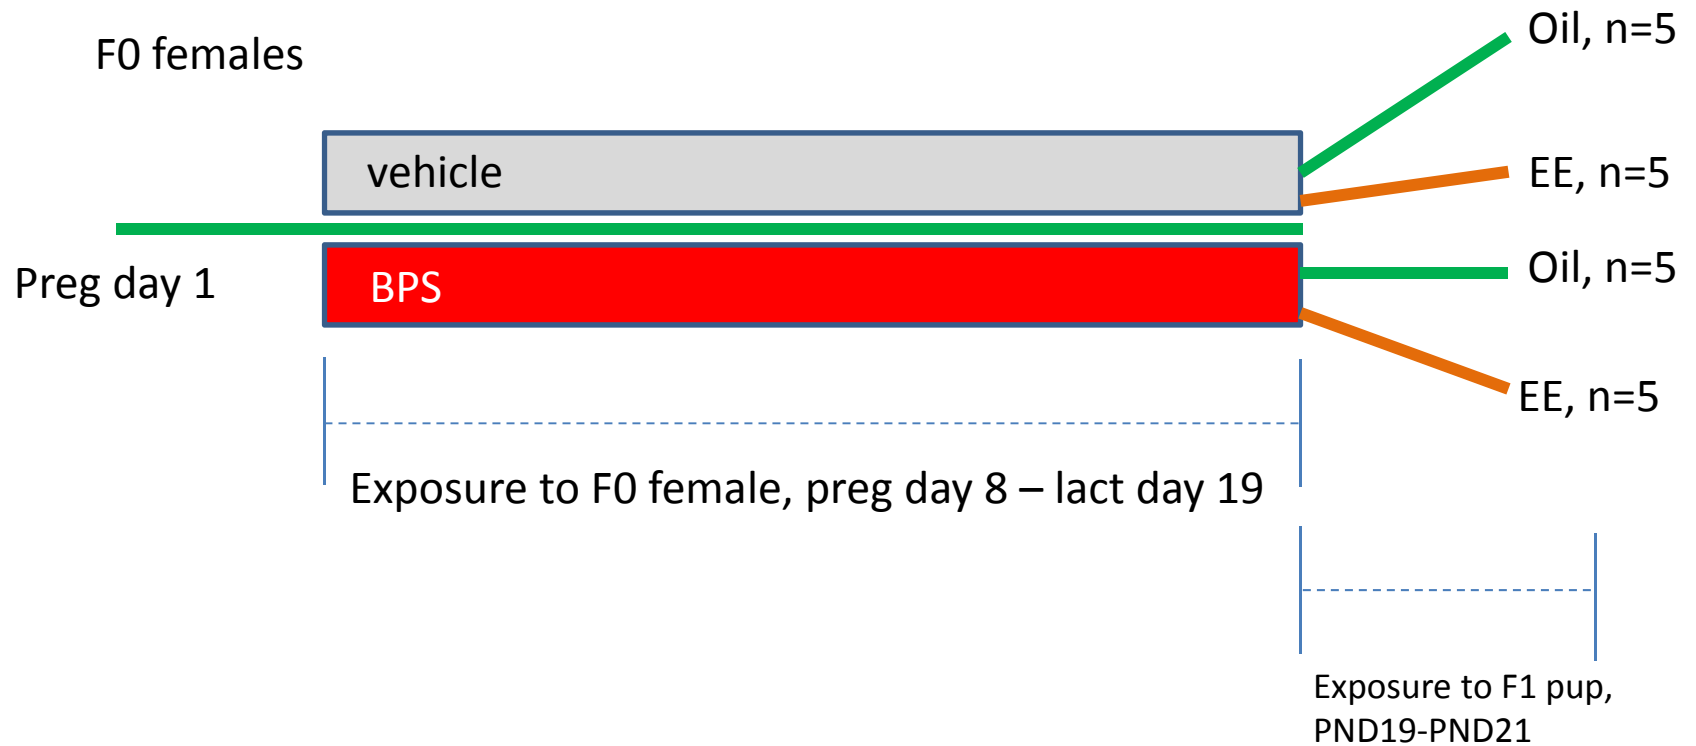 F0 females
Oil, n=5
vehicle
EE, n=5
Preg day 1
BPS
Oil, n=5
EE, n=5
Exposure to F0 female, preg day 8 – lact day 19
Exposure to F1 pup,
PND19-PND21